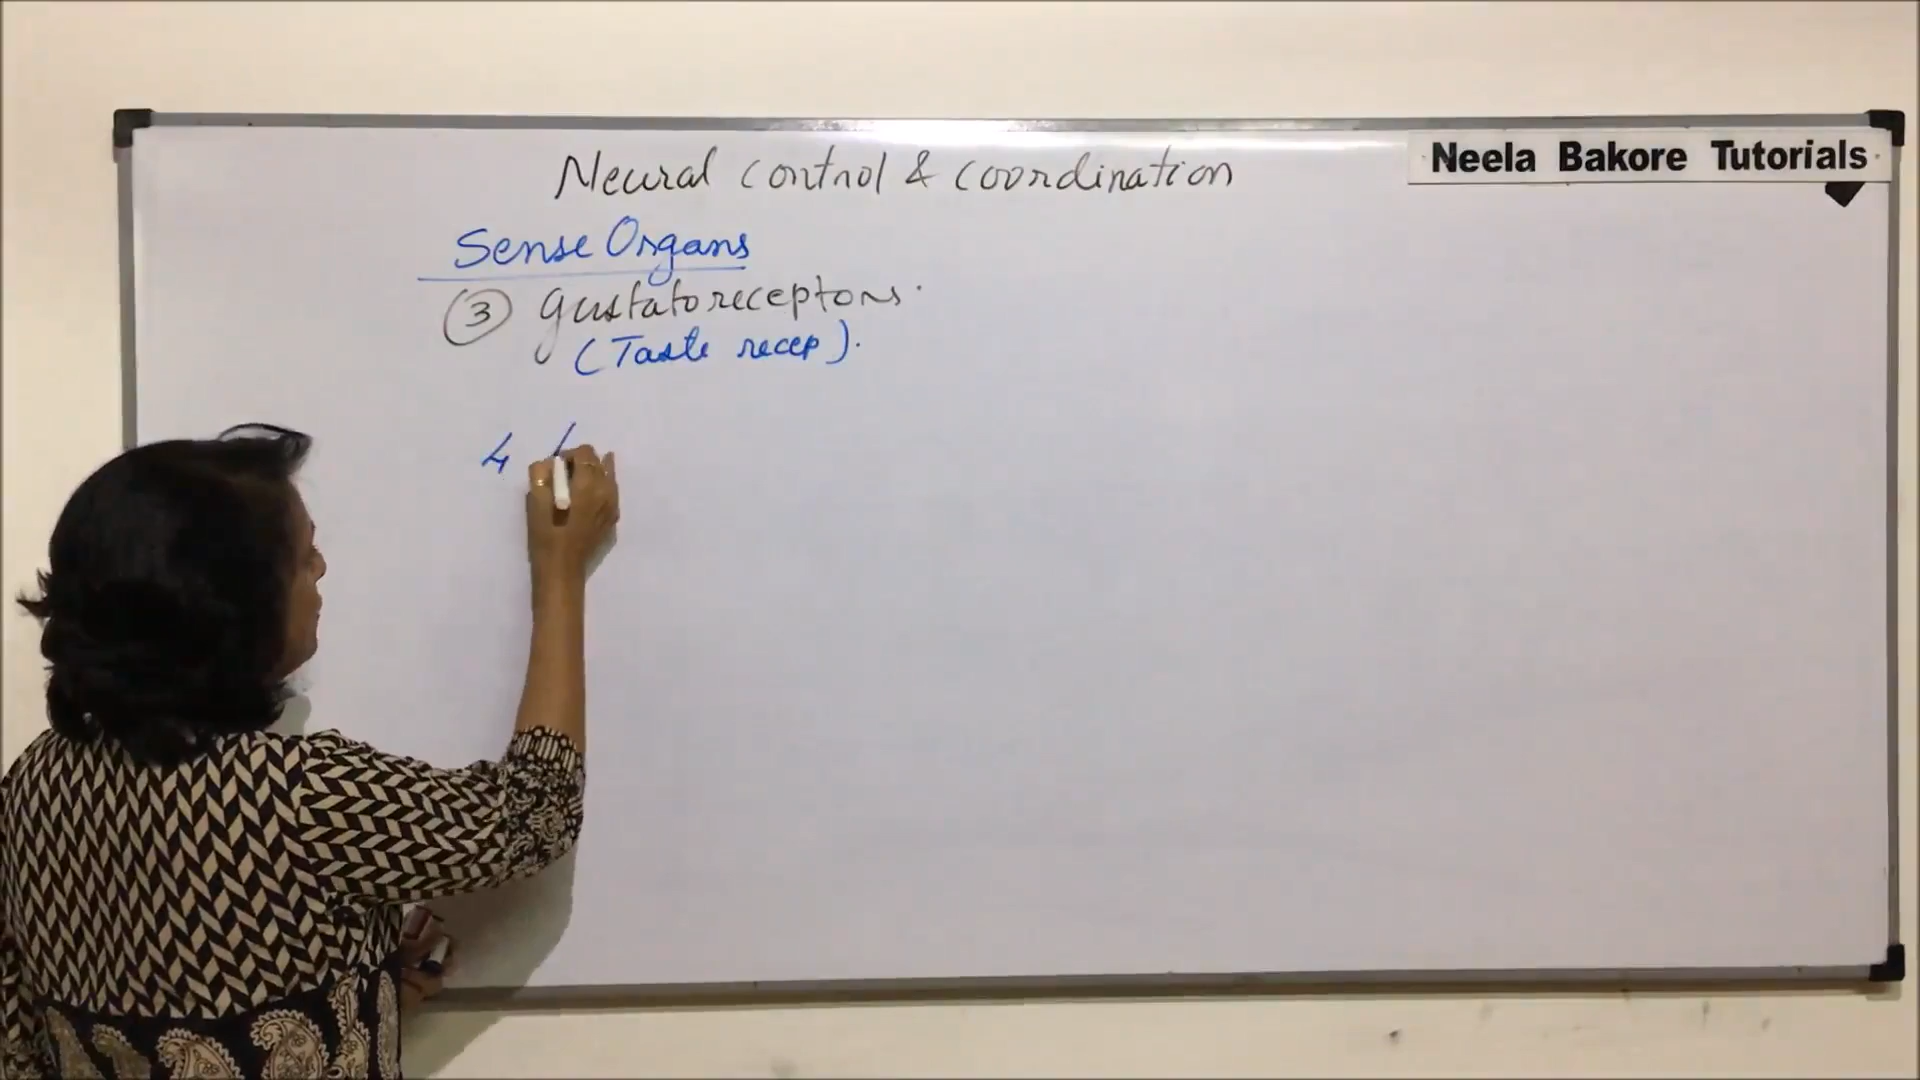 Neural control & coordination
Neela Bakore Tutorials
Sense Organs
3 Gustatoreceptors.
(Taste recep).
4